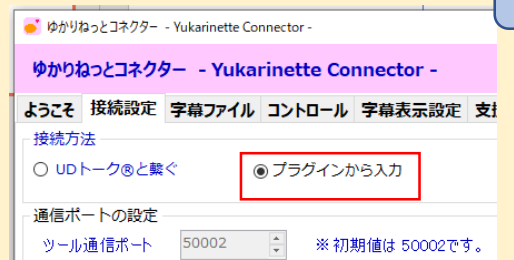 ゆかりねっとコネクター - Yukarinette Connector -
ゆかりねっとコネクター - Yukarinette Connector -
ようこそ 接続設定 字幕ファイル コントロール 字幕表示設定
接続方法
UDトーク®と繋ぐ プラグインから入力
通信ポートの設定
ツール通信ポート 50002 ※初期値は 50002です。